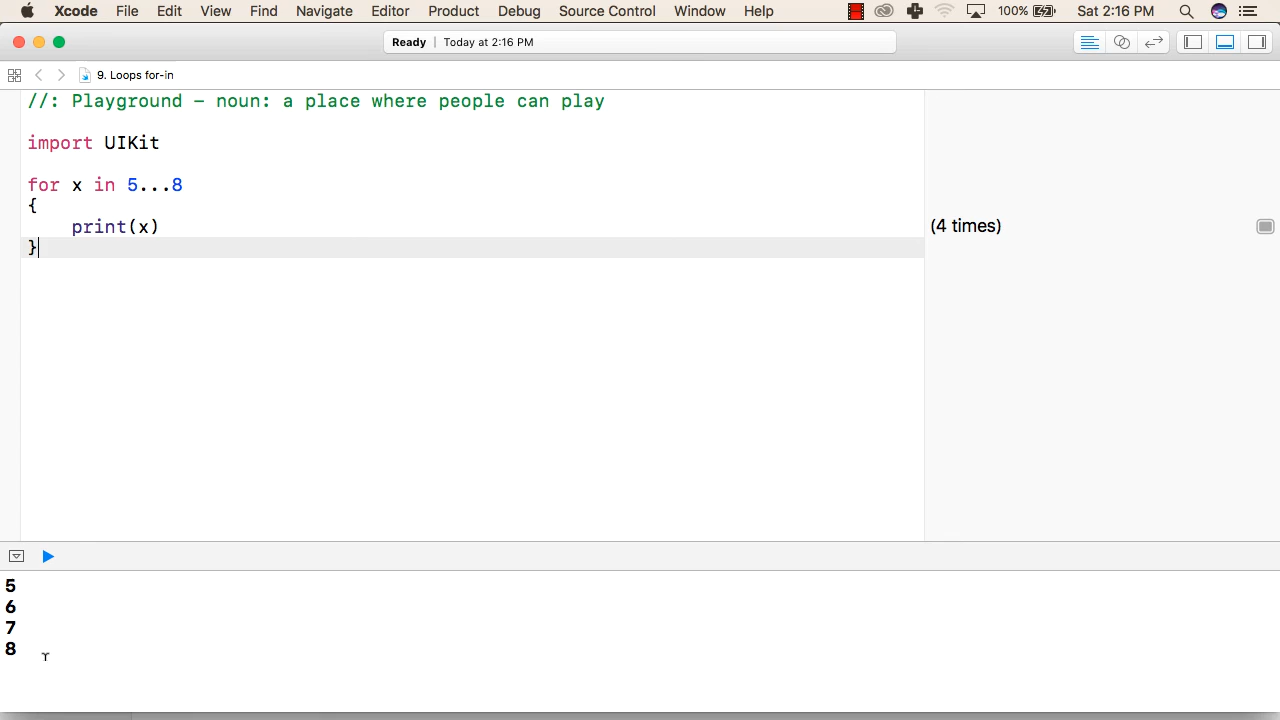 Xcode File Edit View Find Navigate Editor Product Debug Source Control Window Help 100% Sat 2:16 PM
Ready | Today at 2:16 PM
9. Loops for-in
//: Playground - noun: a place where people can play
import UIKit
for x in 5...8
{
print(x)
(4 times)
}
5
6
7
8